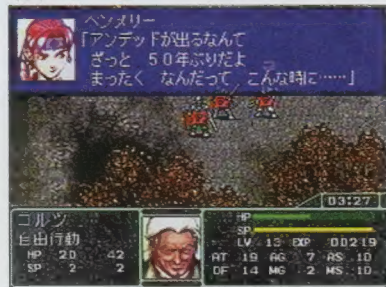 ヘンメリー
「アンデッドが出るなんて
ざっと 50年ぶりだよ
まったく なんだって こんな時に……」
03:27
コルツ
自由行動
HP 20 42
SP 2 2
HP
SP
LV 13 EXP 00219
AT 19 AG 7 AS 10
DF 14 MG 2 MS 10